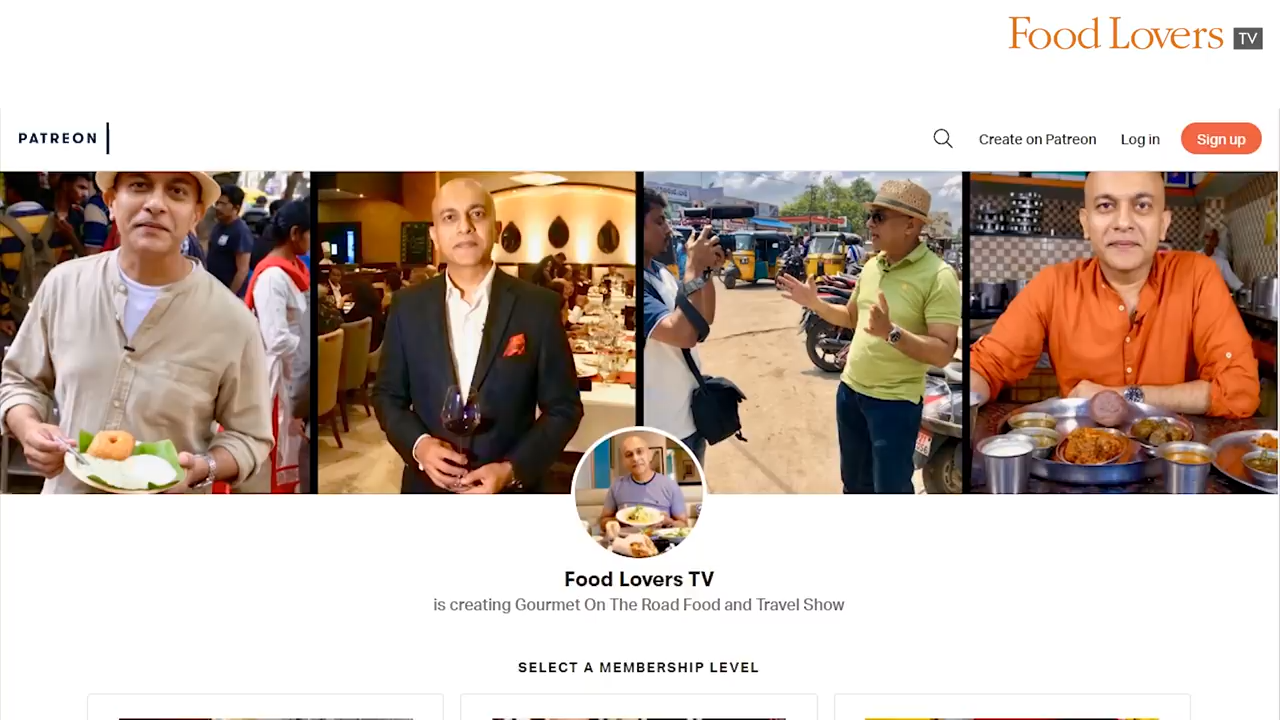 Food Lovers TV
PATREON
Create on Patreon
Log in
Sign up
Food Lovers TV
is creating Gourmet On The Road Food and Travel Show
SELECT A MEMBERSHIP LEVEL